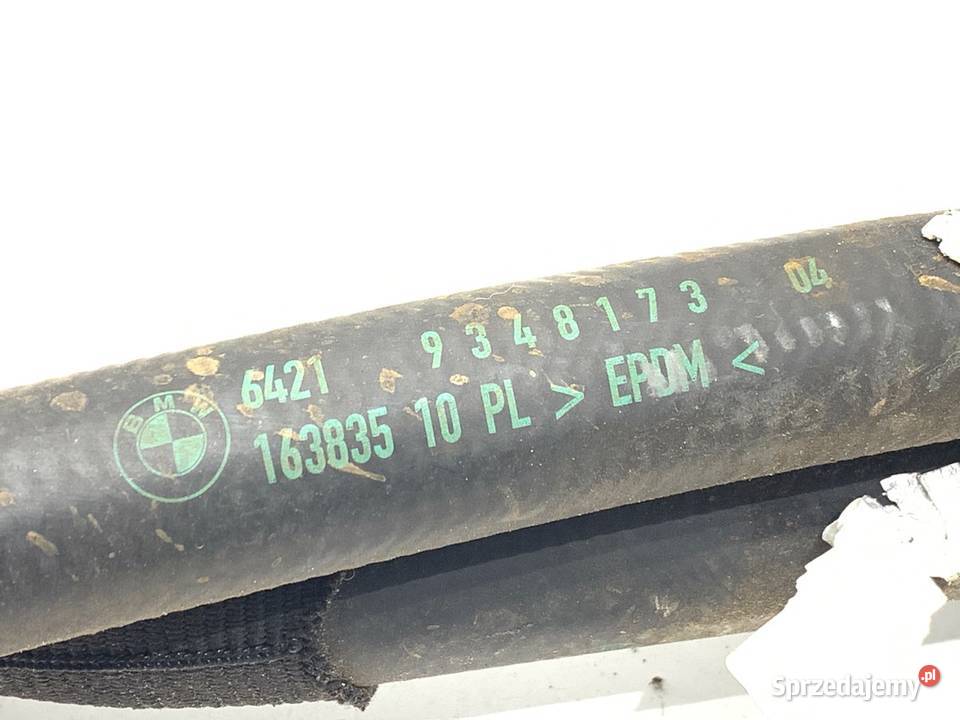 BMW
6421 9348173 04
163835 10 PL > EPDM <
Sprzedajemy.pl